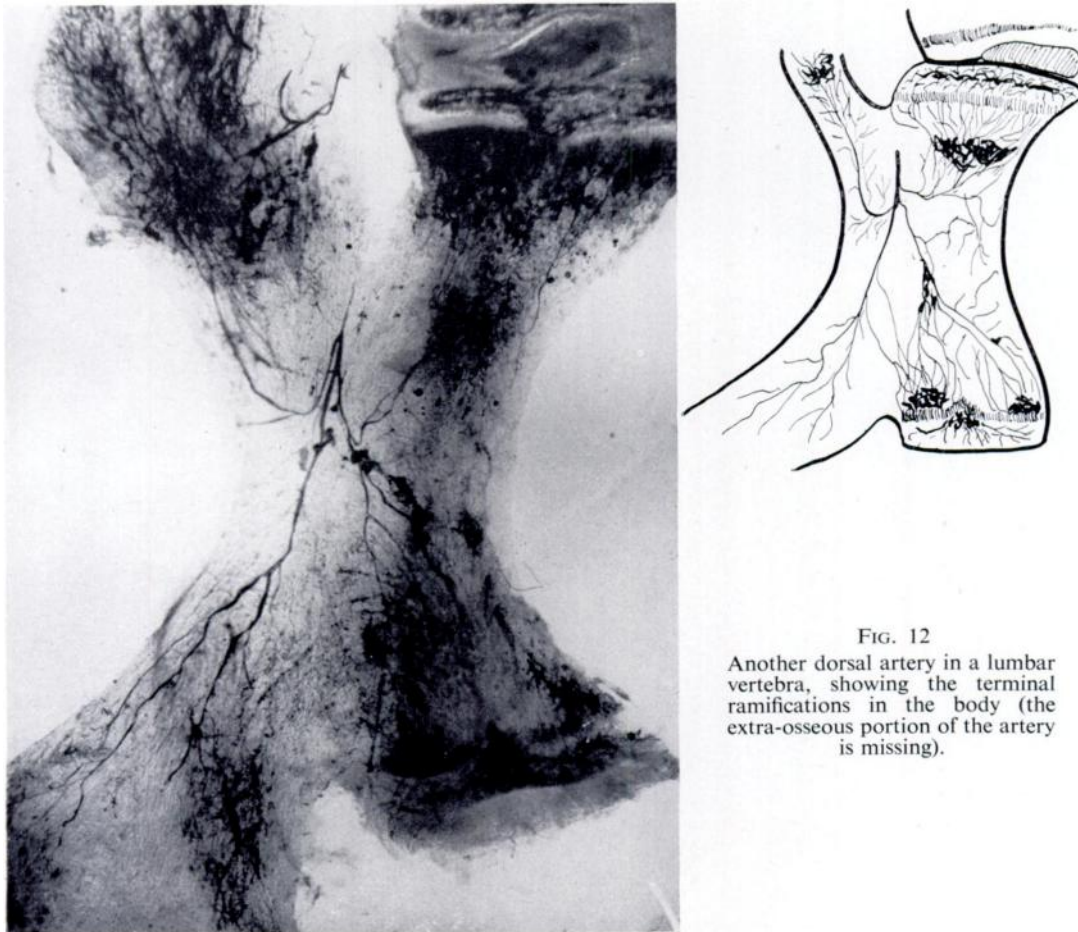 FIG. 12
Another dorsal artery in a lumbar
vertebra, showing the terminal
ramifications in the body (the
extra-osseous portion of the artery
is missing).